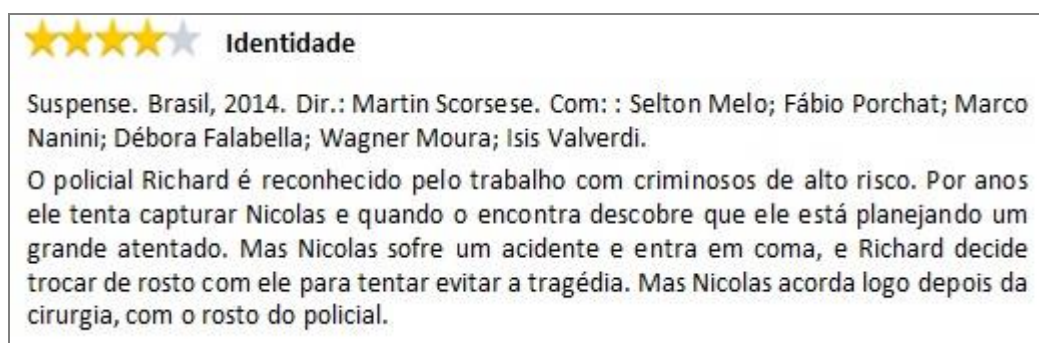 Identidade
Suspense. Brasil, 2014. Dir.: Martin Scorsese. Com: : Selton Melo; Fábio Porchat; Marco
Nanini; Débora Falabella; Wagner Moura; Isis Valverdi.
O policial Richard é reconhecido pelo trabalho com criminosos de alto risco. Por anos
ele tenta capturar Nicolas e quando o encontra descobre que ele está planejando um
grande atentado. Mas Nicolas sofre um acidente e entra em coma, e Richard decide
trocar de rosto com ele para tentar evitar a tragédia. Mas Nicolas acorda logo depois da
cirurgia, com o rosto do policial.